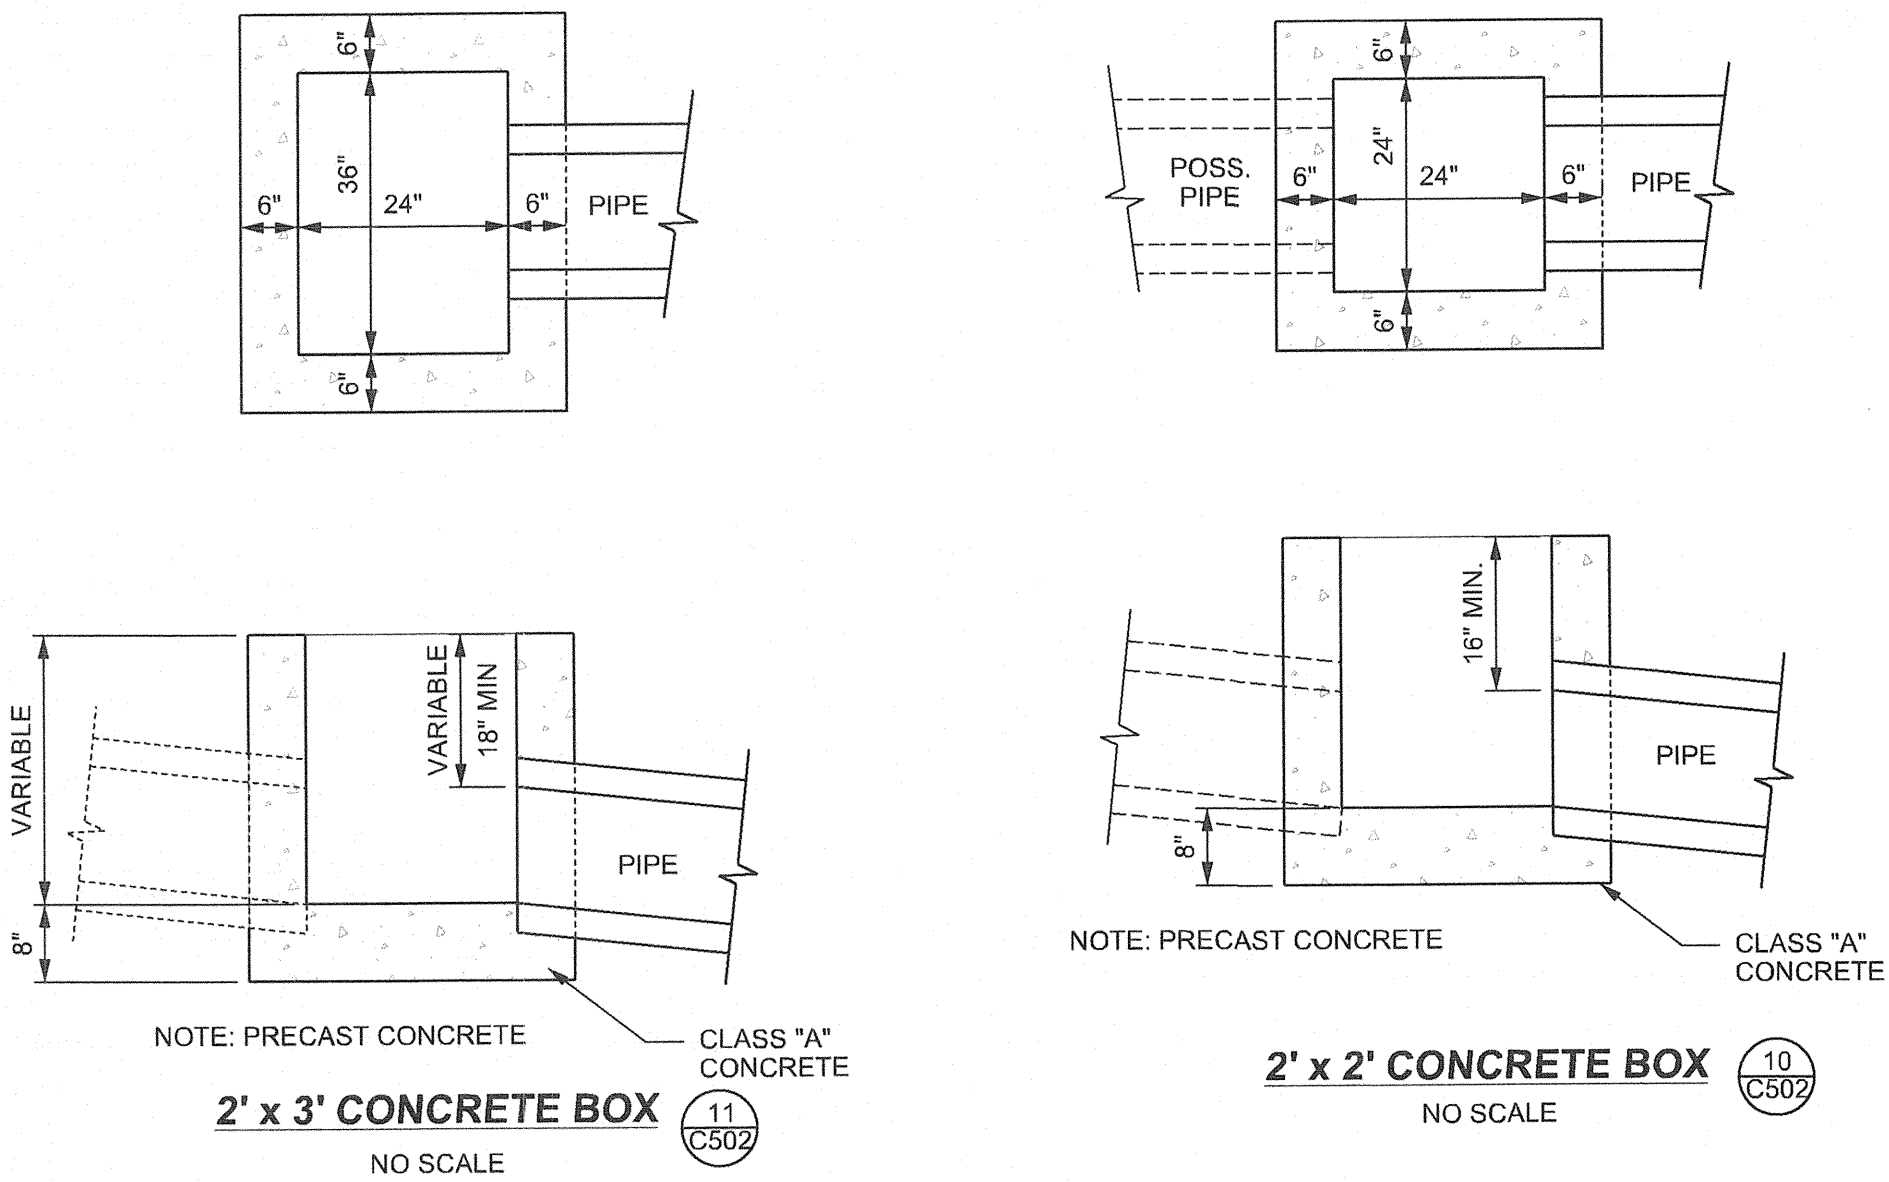 6"
36"
6"
24"
6"
PIPE
6"
6"
24"
POSS.
PIPE
6"
24"
6"
PIPE
6"
VARIABLE
8"
VARIABLE
18" MIN
PIPE
NOTE: PRECAST CONCRETE
CLASS "A"
CONCRETE
2' x 3' CONCRETE BOX
11
C502
NO SCALE
16" MIN.
PIPE
8"
NOTE: PRECAST CONCRETE
CLASS "A"
CONCRETE
2' x 2' CONCRETE BOX
10
C502
NO SCALE